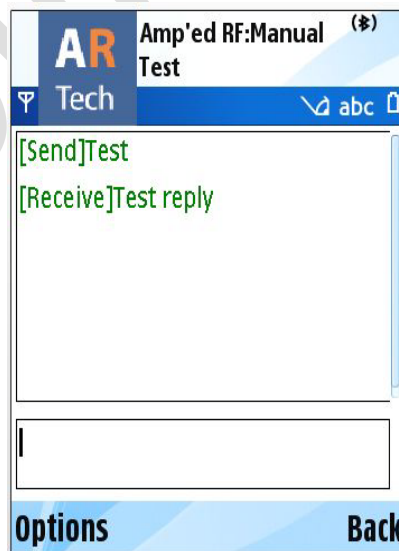 AR
Tech
Amp'ed RF:Manual
Test
abc
[Send]Test
[Receive]Test reply
Options
Back